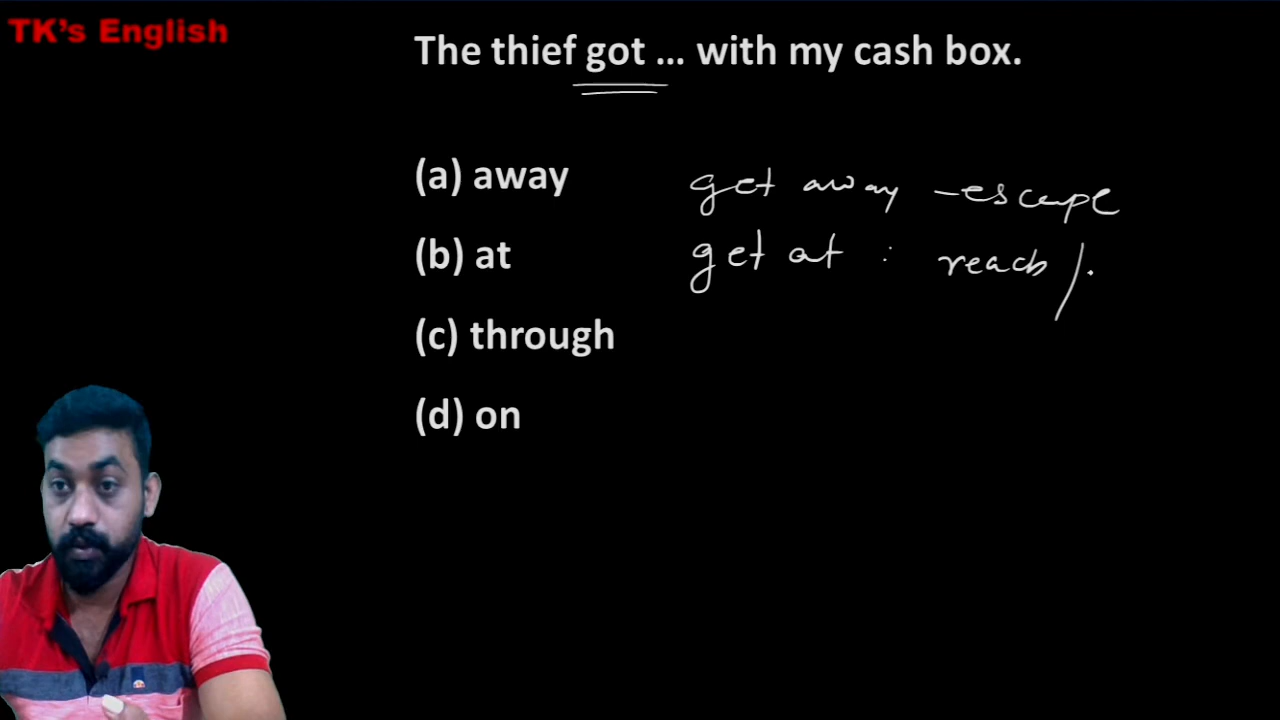 TK's English
The thief got ... with my cash box.
(a) away get away - escape
(b) at get at : reach /.
(c) through
(d) on